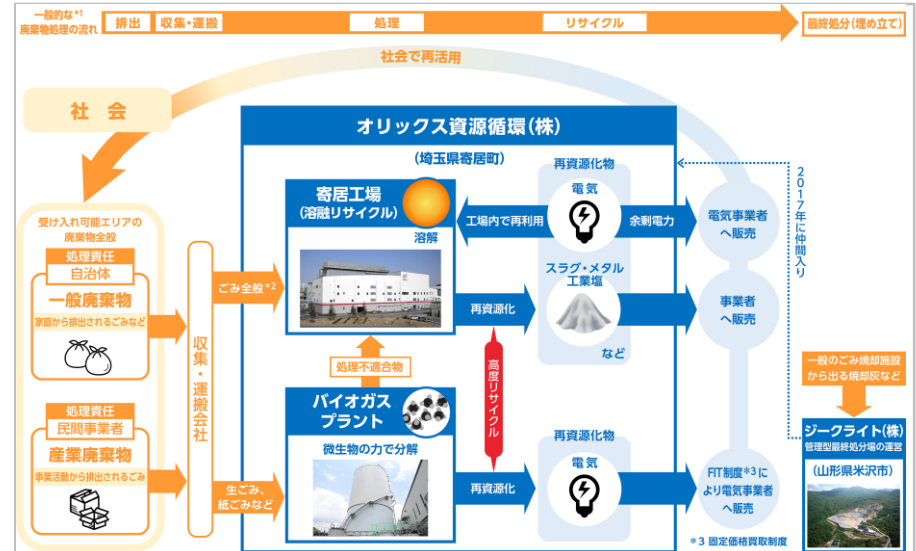 一般的な*1
廃棄物処理の流れ
排出
収集・運搬
処理
リサイクル
最終処分(埋め立て)
社会で再活用
社 会
オリックス資源循環(株)
(埼玉県寄居町)
受け入れ可能エリアの
廃棄物全般
処理責任
自治体
一般廃棄物
家庭から排出されるごみなど
処理責任
民間事業者
産業廃棄物
事業活動から排出されるごみ
収集・運搬会社
ごみ全般*2
生ごみ、
紙ごみなど
寄居工場
(溶融リサイクル)
溶解
処理不適合物
バイオガス
プラント
微生物の力で分解
工場内で再利用
再資源化
高度リサイクル
再資源化
再資源化物
電気
余剰電力
スラグ・メタル
工業塩
など
再資源化物
電気
電気事業者
へ販売
事業者
へ販売
FIT制度*3に
より電気事業者
へ販売
*3 固定価格買取制度
2017年に仲間入り
一般のごみ焼却施設
から出る焼却灰など
ジークライト(株)
管理型最終処分場の運営
(山形県米沢市)